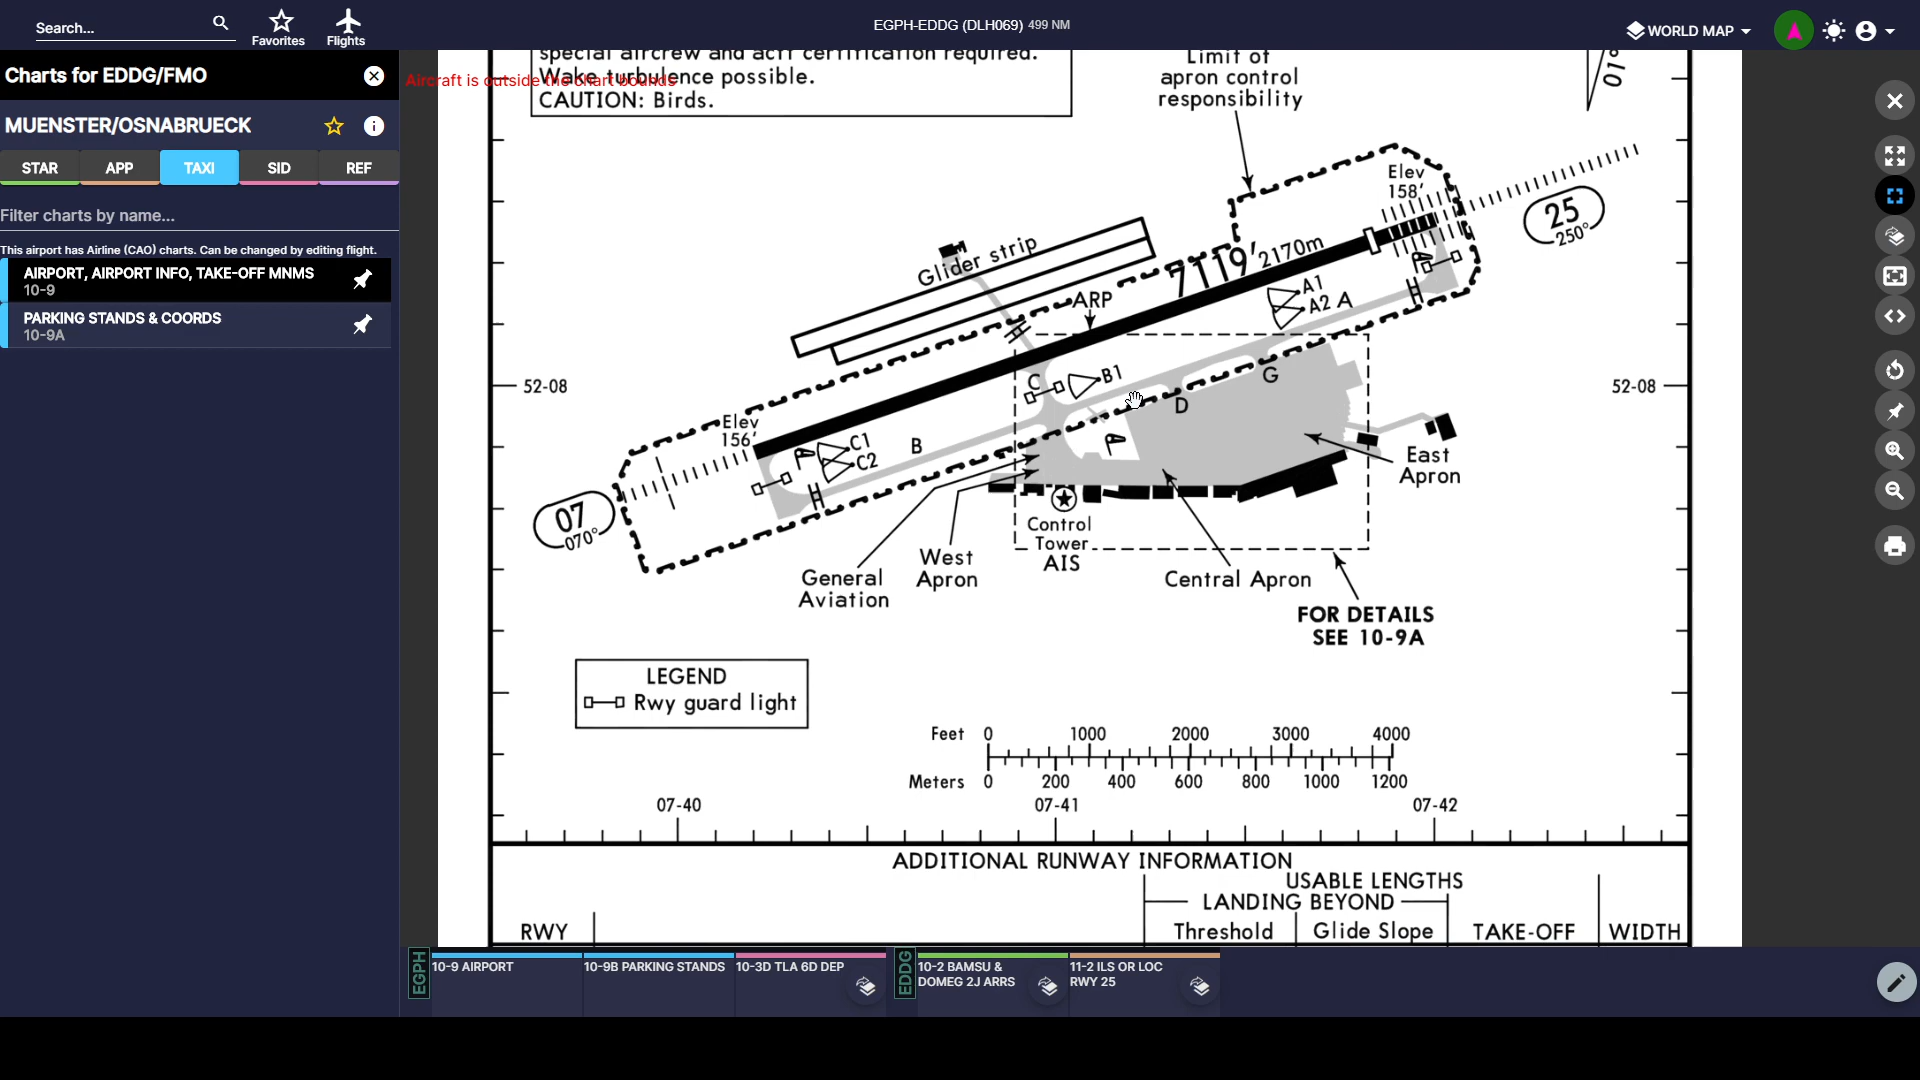 Search...
Favorites
Flights
EGPH-EDDG (DLH069) 499 NM
WORLD MAP
Charts for EDDG/FMO
MUENSTER/OSNABRUECK
STAR
APP
TAXI
SID
REF
Filter charts by name...
This airport has Airline (CAO) charts. Can be changed by editing flight.
AIRPORT, AIRPORT INFO, TAKE-OFF MNMS
10-9
PARKING STANDS & COORDS
10-9A
special aircrew and acft certification required.
Aircraft is outside the chart bounds
Wake turbulence possible.
CAUTION: Birds.
Limit of
apron control
responsibility
01°
Elev
158'
25
250°
Glider strip
7119' 2170m
ARP
A1
A2
A
C
B1
G
D
52-08
52-08
Elev
156'
C1
C2
B
07
070°
East
Apron
Control
Tower
AIS
West
Apron
General
Aviation
Central Apron
FOR DETAILS
SEE 10-9A
LEGEND
Rwy guard light
Feet 0 1000 2000 3000 4000
Meters 0 200 400 600 800 1000 1200
07-40
07-41
07-42
ADDITIONAL RUNWAY INFORMATION
USABLE LENGTHS
LANDING BEYOND
RWY
Threshold
Glide Slope
TAKE-OFF
WIDTH
EGPH
10-9 AIRPORT
10-9B PARKING STANDS
10-3D TLA 6D DEP
EDDG
10-2 BAMSU &
DOMEG 2J ARRS
11-2 ILS OR LOC
RWY 25